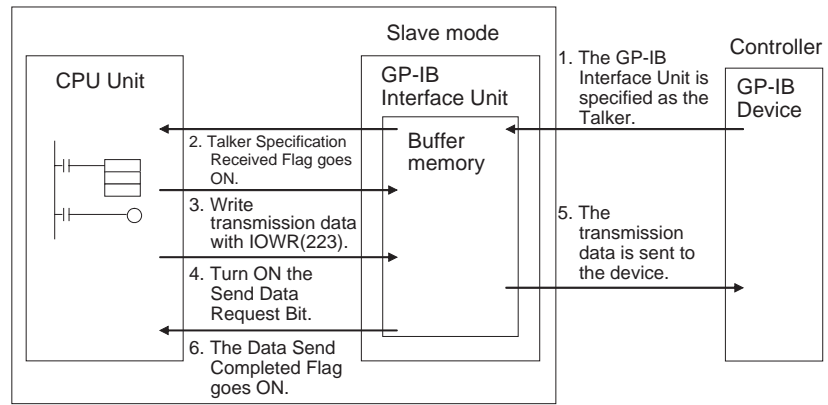 Slave mode
CPU Unit
GP-IB
Interface Unit
Buffer
memory
1. The GP-IB
Interface Unit is
specified as the
Talker.
Controller
GP-IB
Device
2. Talker Specification
Received Flag goes
ON.
3. Write
transmission data
with IOWR(223).
4. Turn ON the
Send Data
Request Bit.
5. The
transmission
data is sent to
the device.
6. The Data Send
Completed Flag
goes ON.